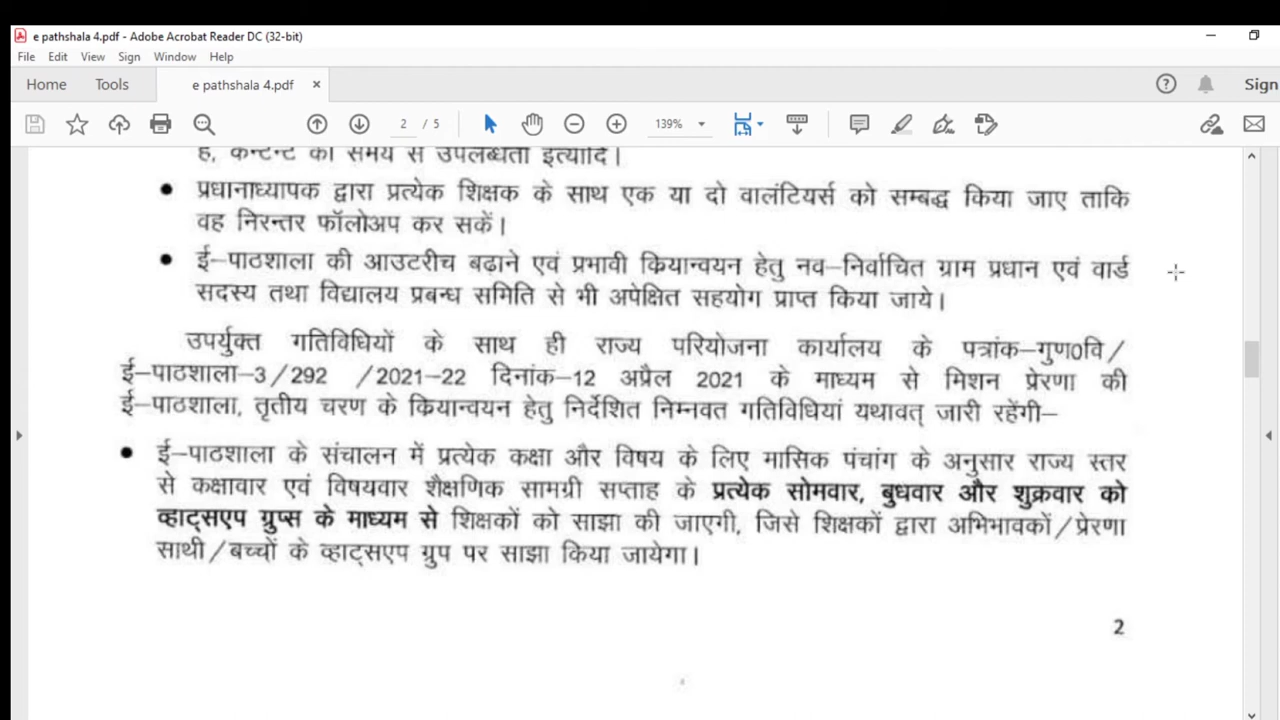 e pathshala 4.pdf - Adobe Acrobat Reader DC (32-bit)
File Edit View Sign Window Help
Home Tools e pathshala 4.pdf × ? Sign
2 / 5 139%
है, कन्टेन्ट की समय से उपलब्धता इत्यादि।
• प्रधानाध्यापक द्वारा प्रत्येक शिक्षक के साथ एक या दो वालंटियर्स को सम्बद्ध किया जाए ताकि
वह निरन्तर फॉलोअप कर सकें।
• ई–पाठशाला की आउटरीच बढ़ाने एवं प्रभावी कियान्वयन हेतु नव–निर्वाचित ग्राम प्रधान एवं वार्ड
सदस्य तथा विद्यालय प्रबन्ध समिति से भी अपेक्षित सहयोग प्राप्त किया जाये।
उपर्युक्त गतिविधियों के साथ ही राज्य परियोजना कार्यालय के पत्रांक–गुण0वि/
ई–पाठशाला–3/292 /2021–22 दिनांक–12 अप्रैल 2021 के माध्यम से मिशन प्रेरणा की
ई–पाठशाला, तृतीय चरण के कियान्वयन हेतु निर्देशित निम्नवत गतिविधियां यथावत् जारी रहेंगी–
• ई–पाठशाला के संचालन में प्रत्येक कक्षा और विषय के लिए मासिक पंचांग के अनुसार राज्य स्तर
से कक्षावार एवं विषयवार शैक्षणिक सामग्री सप्ताह के प्रत्येक सोमवार, बुधवार और शुक्रवार को
व्हाट्सएप ग्रुप्स के माध्यम से शिक्षकों को साझा की जाएगी, जिसे शिक्षकों द्वारा अभिभावकों/प्रेरणा
साथी/बच्चों के व्हाट्सएप ग्रुप पर साझा किया जायेगा।
2